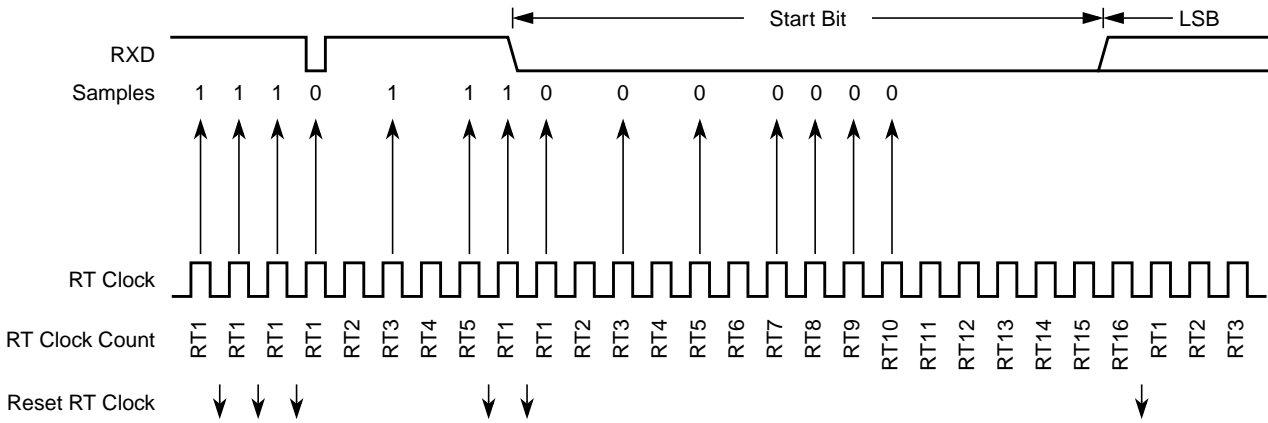 Start Bit LSB
RXD
Samples 1 1 1 0 1 1 1 0 0 0 0 0 0 0
RT Clock
RT Clock Count RT1 RT1 RT1 RT1 RT2 RT3 RT4 RT5 RT1 RT1 RT2 RT3 RT4 RT5 RT6 RT7 RT8 RT9 RT10 RT11 RT12 RT13 RT14 RT15 RT16 RT1 RT2 RT3
Reset RT Clock